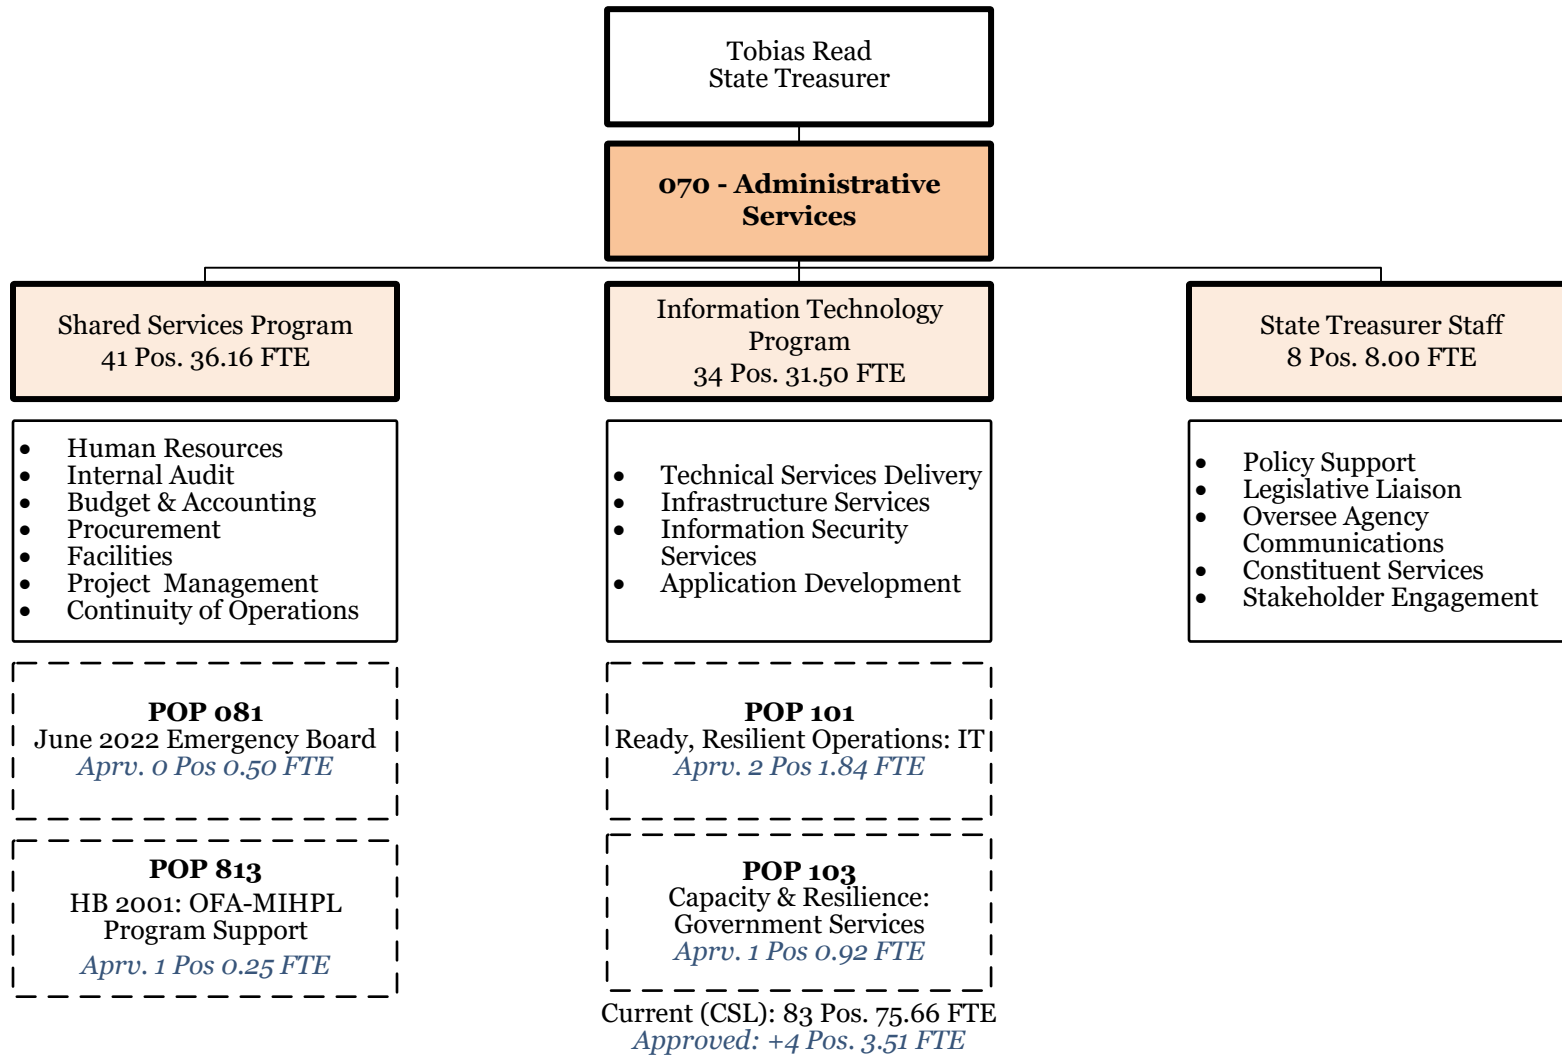 Tobias Read
State Treasurer
070 - Administrative
Services
Shared Services Program
41 Pos. 36.16 FTE
Information Technology
Program
34 Pos. 31.50 FTE
State Treasurer Staff
8 Pos. 8.00 FTE
• Human Resources
• Internal Audit
• Budget & Accounting
• Procurement
• Facilities
• Project Management
• Continuity of Operations
• Technical Services Delivery
• Infrastructure Services
• Information Security
Services
• Application Development
• Policy Support
• Legislative Liaison
• Oversee Agency
Communications
• Constituent Services
• Stakeholder Engagement
POP 081
June 2022 Emergency Board
Aprv. 0 Pos 0.50 FTE
POP 813
HB 2001: OFA-MIHPL
Program Support
Aprv. 1 Pos 0.25 FTE
POP 101
Ready, Resilient Operations: IT
Aprv. 2 Pos 1.84 FTE
POP 103
Capacity & Resilience:
Government Services
Aprv. 1 Pos 0.92 FTE
Current (CSL): 83 Pos. 75.66 FTE
Approved: +4 Pos. 3.51 FTE